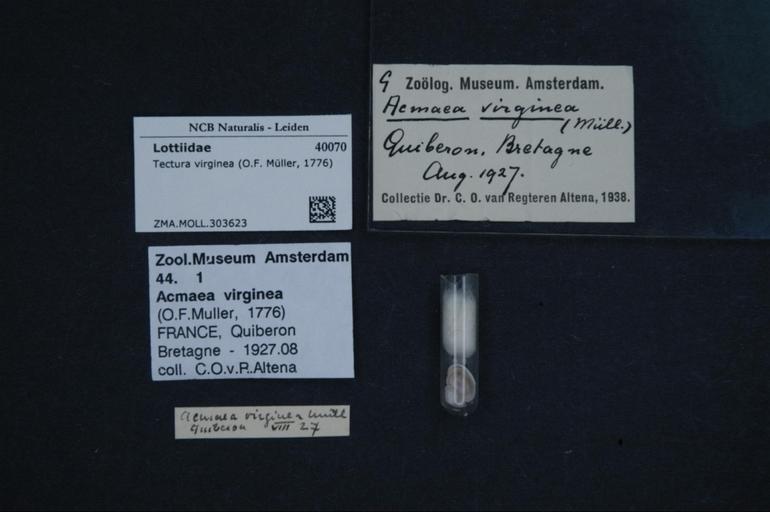 NCB Naturalis - Leiden
Lottiidae 40070
Tectura virginea (O.F. Müller, 1776)
ZMA.MOLL.303623
G Zoölog. Museum. Amsterdam.
Acmaea virginea
(Müll.)
Quiberon, Bretagne
Aug. 1927.
Collectie Dr. C. O. van Regteren Altena, 1938.
Zool.Museum Amsterdam
44. 1
Acmaea virginea
(O.F.Muller, 1776)
FRANCE, Quiberon
Bretagne - 1927.08
coll. C.O.v.R.Altena
Acmaea virginea Müll
Quiberon VIII 27